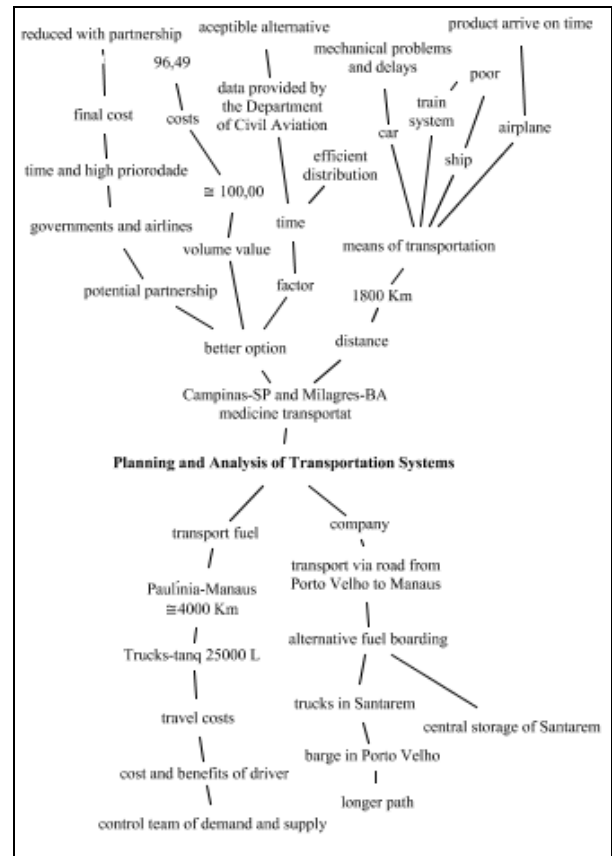 product arrive on time
aceptible alternative
reduced with partnership
mechanical problems
and delays
96,49
poor
data provided by
the Department
of Civil Aviation
train
system
final cost
costs
car
airplane
efficient
distribution
ship
time and high priorodade
≅ 100,00
governments and airlines
time
volume value
means of transportation
potential partnership
factor
1800 Km
better option
distance
Campinas-SP and Milagres-BA
medicine transportat
Planning and Analysis of Transportation Systems
transport fuel
company
Paulínia-Manaus
≅4000 Km
transport via road from
Porto Velho to Manaus
Trucks-tanq 25000 L
alternative fuel boarding
travel costs
trucks in Santarem
central storage of Santarem
cost and benefits of driver
barge in Porto Velho
longer path
control team of demand and supply